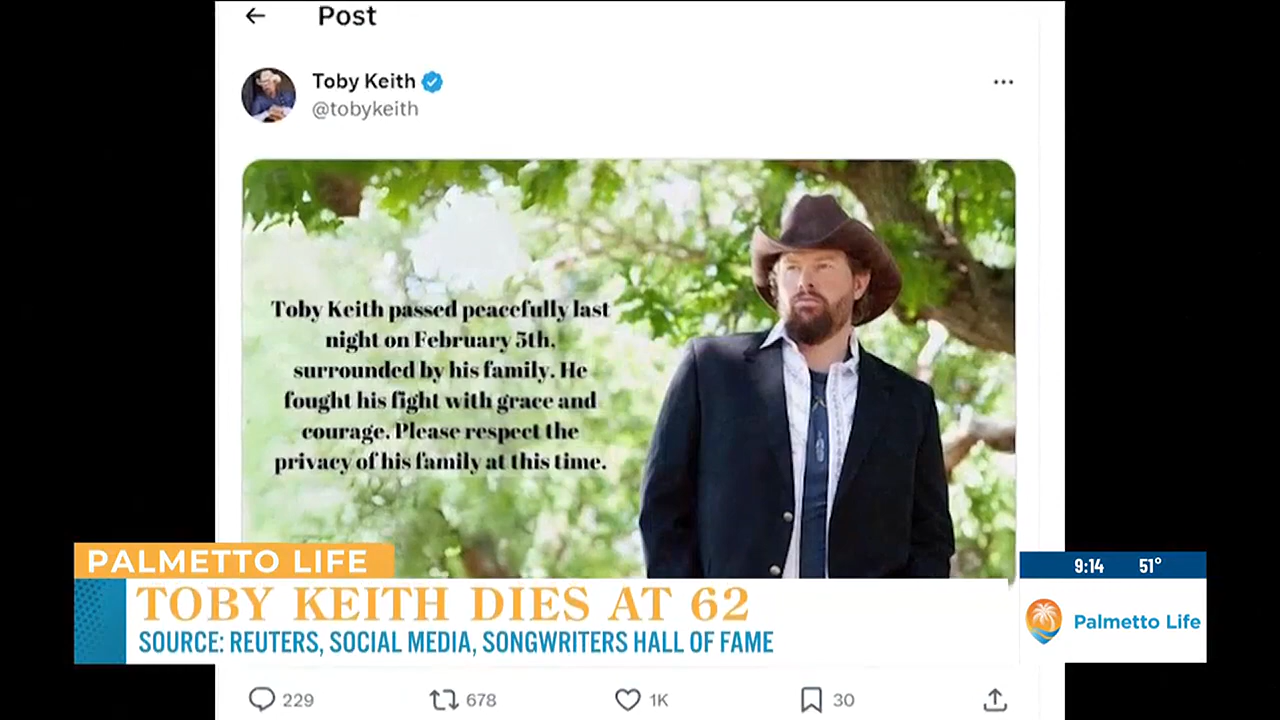 Post
Toby Keith
@tobykeith
Toby Keith passed peacefully last
night on February 5th,
surrounded by his family. He
fought his fight with grace and
courage. Please respect the
privacy of his family at this time.
PALMETTO LIFE
TOBY KEITH DIES AT 62
SOURCE: REUTERS, SOCIAL MEDIA, SONGWRITERS HALL OF FAME
9:14 51°
Palmetto Life
229 678 1K 30